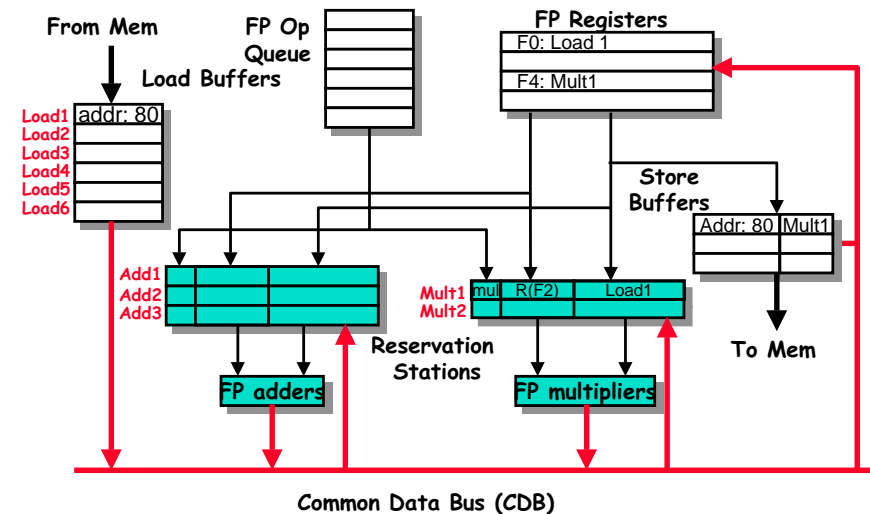 From Mem
FP Op
Queue
FP Registers
F0: Load 1
F4: Mult1
Load Buffers
Load1
addr: 80
Load2
Load3
Load4
Load5
Load6
Store
Buffers
Addr: 80
Mult1
Add1
Add2
Add3
Mult1
mul
R(F2)
Load1
Mult2
Reservation
Stations
To Mem
FP adders
FP multipliers
Common Data Bus (CDB)